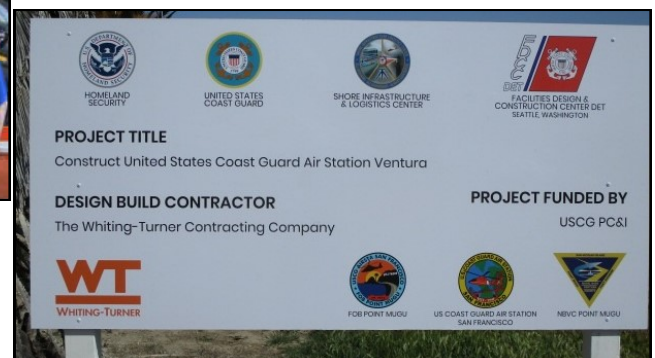 HOMELAND
SECURITY
UNITED STATES
COAST GUARD
SHORE INFRASTRUCTURE
& LOGISTICS CENTER
FDCC
DET
FACILITIES DESIGN &
CONSTRUCTION CENTER DET
SEATTLE, WASHINGTON
PROJECT TITLE
Construct United States Coast Guard Air Station Ventura
DESIGN BUILD CONTRACTOR
The Whiting-Turner Contracting Company
PROJECT FUNDED BY
USCG PC&I
WT
WHITING-TURNER
FOB POINT MUGU
US COAST GUARD AIR STATION
SAN FRANCISCO
NBVC POINT MUGU